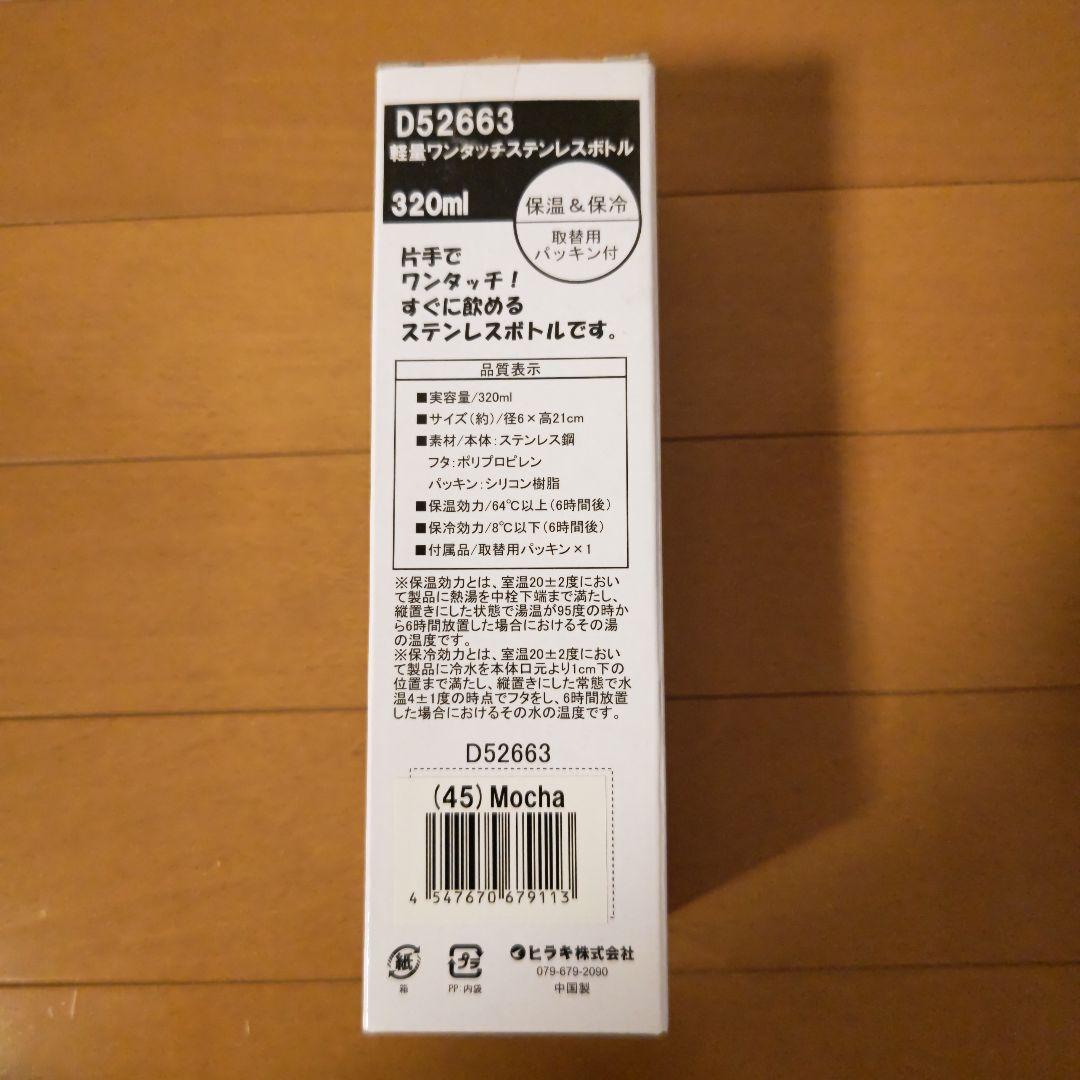 D52663
軽量ワンタッチステンレスボトル
320ml
保温&保冷
取替用
パッキン付
片手で
ワンタッチ!
すぐに飲める
ステンレスボトルです。
品質表示
■実容量/320ml
■サイズ(約)/径6×高21cm
■素材/本体:ステンレス鋼
フタ:ポリプロピレン
パッキン:シリコン樹脂
■保温効力/64℃以上(6時間後)
■保冷効力/8℃以下(6時間後)
■付属品/取替用パッキン×1
※保温効力とは、室温20±2度におい
て製品に熱湯を中栓下端まで満たし、
縦置きにした状態で湯温が95度の時か
ら6時間放置した場合におけるその湯
の温度です。
※保冷効力とは、室温20±2度におい
て製品に冷水を本体口元より1cm下の
位置まで満たし、縦置きにした常態で水
温4±1度の時点でフタをし、6時間放置
した場合におけるその水の温度です。
D52663
(45)Mocha
4 547670 679113
紙
箱
プラ
PP:内袋
ヒラキ株式会社
079-679-2090
中国製